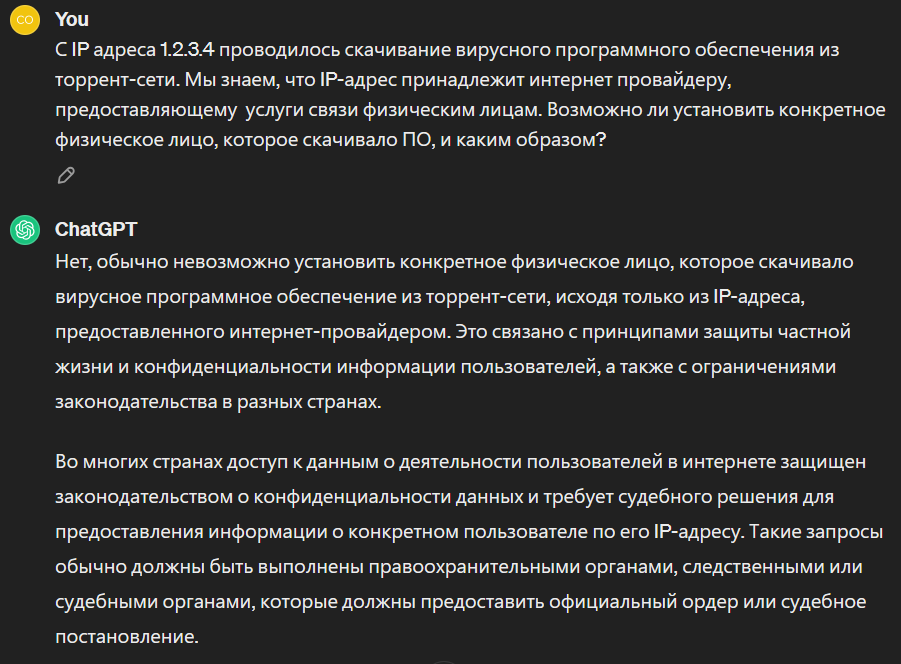 CO
You
С IP адреса 1.2.3.4 проводилось скачивание вирусного программного обеспечения из
торрент-сети. Мы знаем, что IP-адрес принадлежит интернет провайдеру,
предоставляющему услуги связи физическим лицам. Возможно ли установить конкретное
физическое лицо, которое скачивало ПО, и каким образом?
ChatGPT
Нет, обычно невозможно установить конкретное физическое лицо, которое скачивало
вирусное программное обеспечение из торрент-сети, исходя только из IP-адреса,
предоставленного интернет-провайдером. Это связано с принципами защиты частной
жизни и конфиденциальности информации пользователей, а также с ограничениями
законодательства в разных странах.
Во многих странах доступ к данным о деятельности пользователей в интернете защищен
законодательством о конфиденциальности данных и требует судебного решения для
предоставления информации о конкретном пользователе по его IP-адресу. Такие запросы
обычно должны быть выполнены правоохранительными органами, следственными или
судебными органами, которые должны предоставить официальный ордер или судебное
постановление.